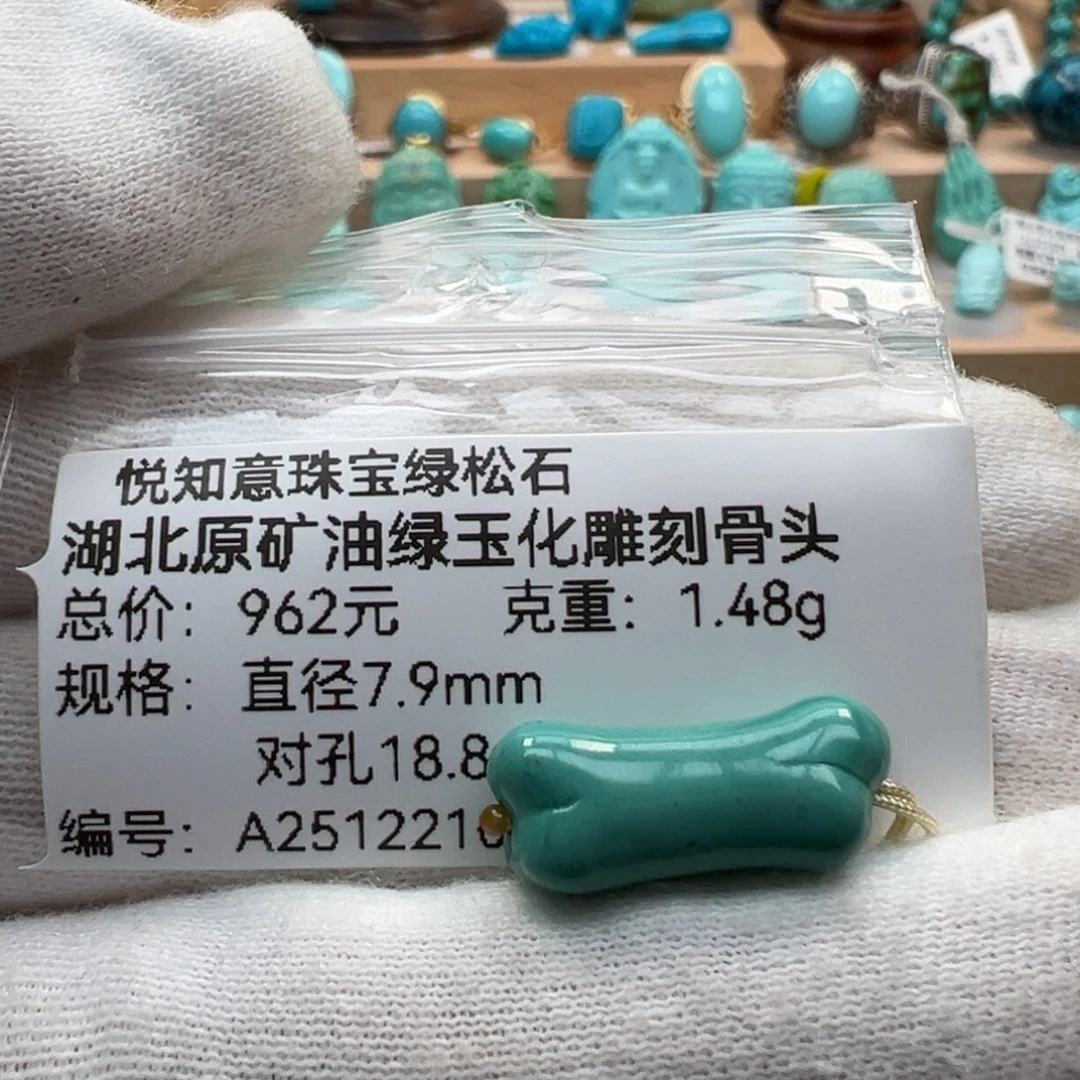 悦知意珠宝绿松石
湖北原矿油绿玉化雕刻骨头
总价：962元 克重：1.48g
规格：直径7.9mm
对孔18.8
编号：A2512210